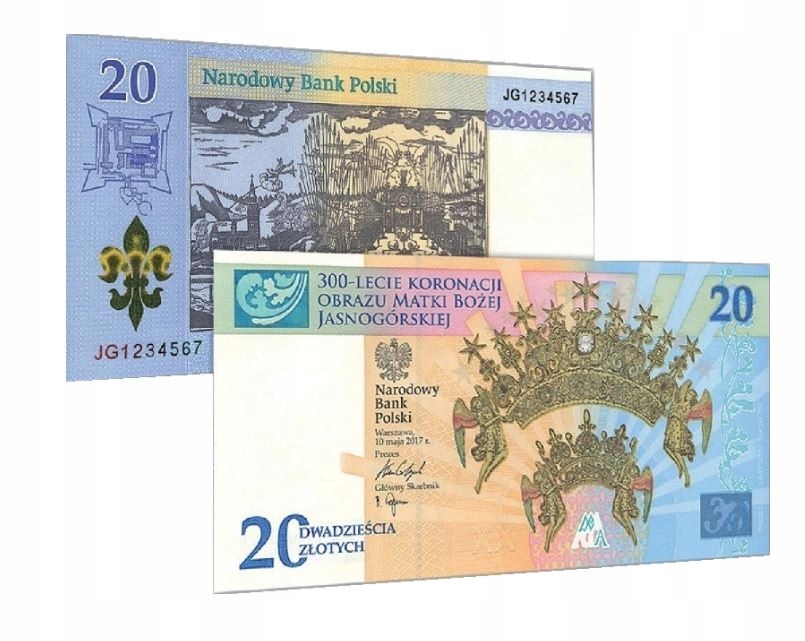 20
Narodowy Bank Polski
JG1234567
JG1234567
300-LECIE KORONACJI
OBRAZU MATKI BOŻEJ
JASNOGÓRSKIEJ
20
Narodowy
Bank
Polski
Warszawa,
10 maja 2017 r.
Prezes
Główny Skarbnik
20 DWADZIEŚCIA
ZŁOTYCH